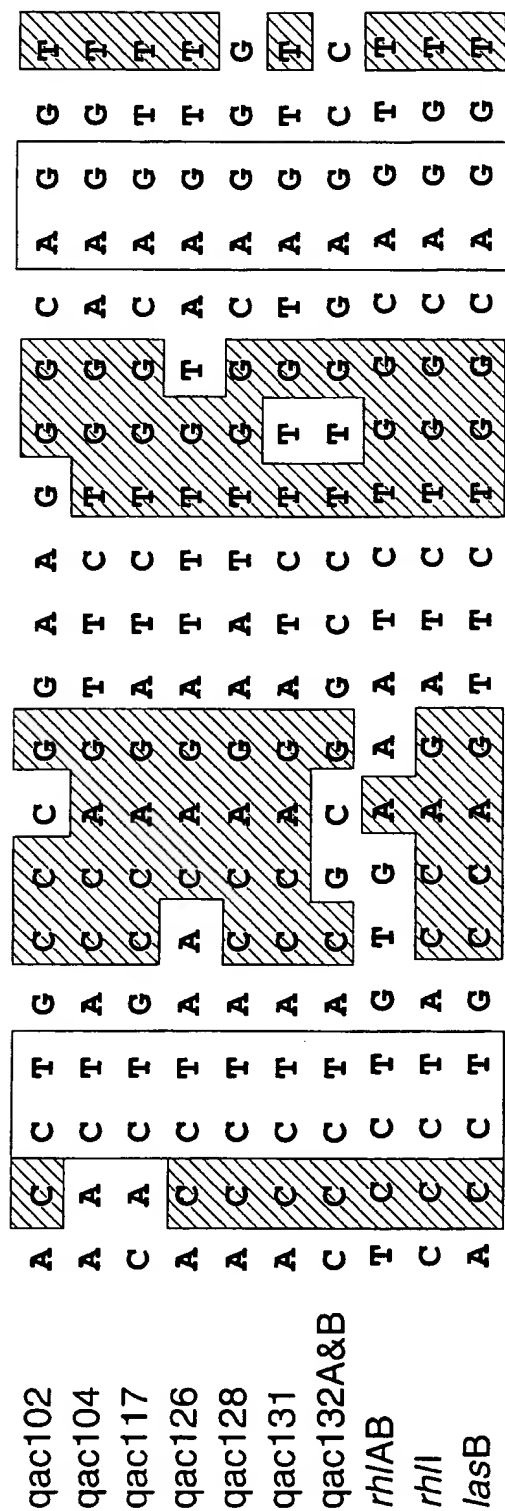 qac102 A C C T G C C C G G A A G G G C A G G T
qac104 A A C T A C C A G T T C T G G A A G G T
qac117 C A C T G C C A G A T C T G G C A G T T
qac126 A C C T A A C A G A T T T G T A A G T T
qac128 A C C T A C C A G A A T T G G C A G G G
qac131 A C C T A C C A G A T C T T G T A G T T
qac132A&B C C C T A C G C G G C C T T G G A G C C
rhlAB T C C T G T G A A A T C T G G C A G T T
rhlI C C C T A C C A G A T C T G G C A G G T
lasB A C C T G C C A G T T C T G G C A G G T